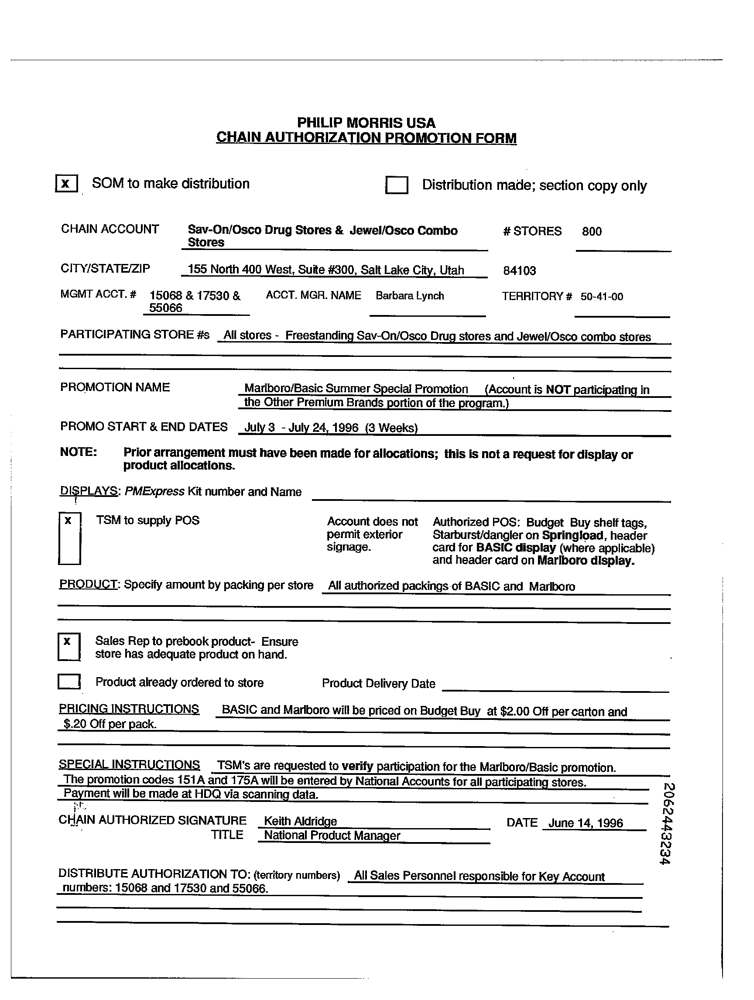 PHILIP MORRIS USA
CHAIN AUTHORIZATION PROMOTION FORM
x SOM to make distribution Distribution made; section copy only
CHAIN ACCOUNT Sav-On/Osco Drug Stores & Jewel/Osco Combo # STORES 800
Stores
CITY/STATE/ZIP 155 North 400 West, Suite #300, Salt Lake City, Utah 84103
MGMT ACCT. # 15068 & 17530 & ACCT. MGR. NAME Barbara Lynch TERRITORY # 50-41-00
55066
PARTICIPATING STORE #s All stores - Freestanding Sav-On/Osco Drug stores and Jewel/Osco combo stores
PROMOTION NAME Marlboro/Basic Summer Special Promotion (Account is NOT participating in
the Other Premium Brands portion of the program.)
PROMO START & END DATES July 3 - July 24, 1996 (3 Weeks)
NOTE: Prior arrangement must have been made for allocations; this is not a request for display or
product allocations.
DISPLAYS: PMExpress Kit number and Name
x TSM to supply POS Account does not Authorized POS: Budget Buy shelf tags,
permit exterior Starburst/dangler on Springload, header
signage. card for BASIC display (where applicable)
and header card on Marlboro display.
PRODUCT: Specify amount by packing per store All authorized packings of BASIC and Marlboro
x Sales Rep to prebook product- Ensure
store has adequate product on hand.
Product already ordered to store Product Delivery Date
PRICING INSTRUCTIONS BASIC and Marlboro will be priced on Budget Buy at $2.00 Off per carton and
$.20 Off per pack.
SPECIAL INSTRUCTIONS TSM's are requested to verify participation for the Marlboro/Basic promotion.
The promotion codes 151A and 175A will be entered by National Accounts for all participating stores.
Payment will be made at HDQ via scanning data.
CHAIN AUTHORIZED SIGNATURE Keith Aldridge DATE June 14, 1996
TITLE National Product Manager
DISTRIBUTE AUTHORIZATION TO: (territory numbers) All Sales Personnel responsible for Key Account
numbers: 15068 and 17530 and 55066.
2062443234